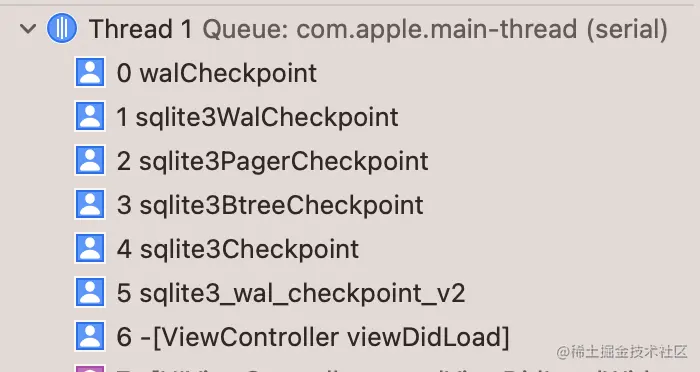 Thread 1 Queue: com.apple.main-thread (serial)
0 walCheckpoint
1 sqlite3WalCheckpoint
2 sqlite3PagerCheckpoint
3 sqlite3BtreeCheckpoint
4 sqlite3Checkpoint
5 sqlite3_wal_checkpoint_v2
6 -[ViewController viewDidLoad]
@稀土掘金技术社区